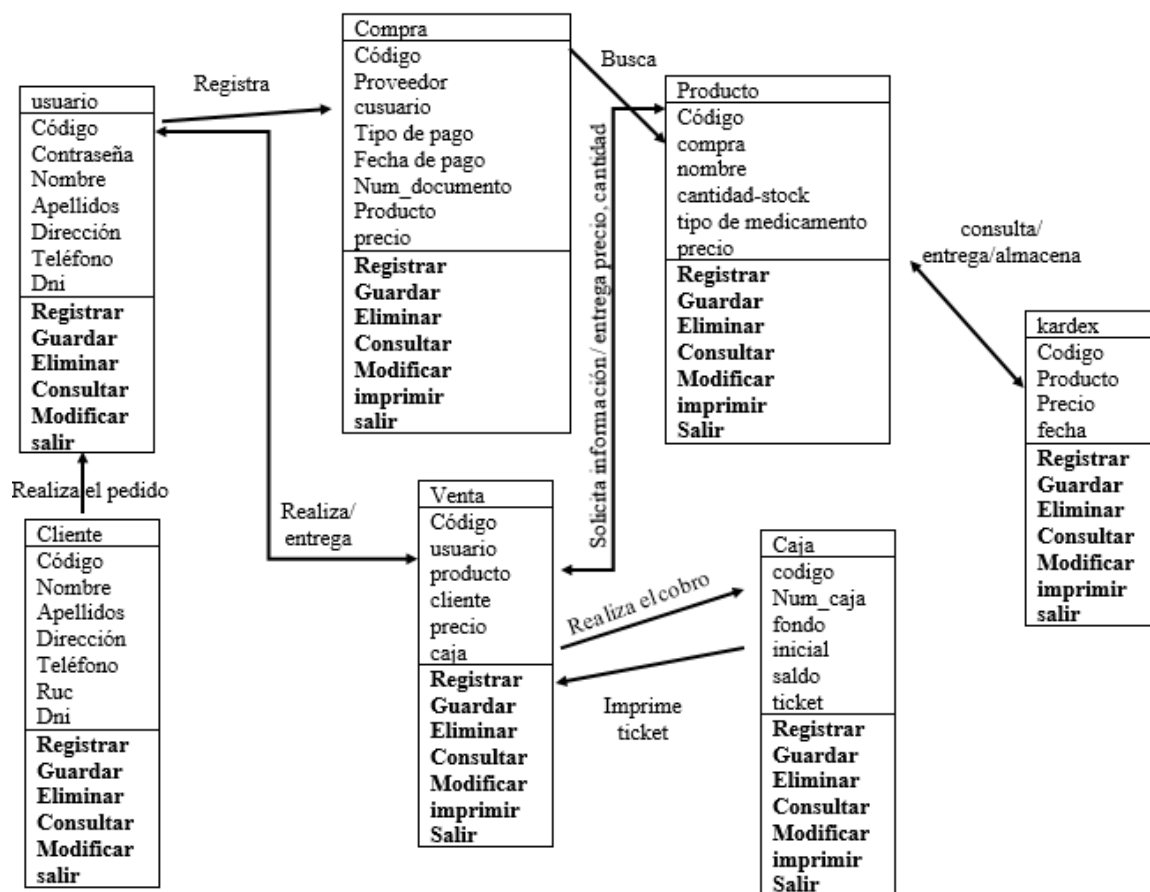 usuario
Código
Contraseña
Nombre
Apellidos
Dirección
Teléfono
Dni
Registrar
Guardar
Eliminar
Consultar
Modificar
salir
Registra
Compra
Código
Proveedor
cusuario
Tipo de pago
Fecha de pago
Num_documento
Producto
precio
Registrar
Guardar
Eliminar
Consultar
Modificar
imprimir
salir
Busca
Producto
Código
compra
nombre
cantidad-stock
tipo de medicamento
precio
Registrar
Guardar
Eliminar
Consultar
Modificar
imprimir
Salir
Solicita información/ entrega precio, cantidad
consulta/
entrega/almacena
kardex
Codigo
Producto
Precio
fecha
Registrar
Guardar
Eliminar
Consultar
Modificar
imprimir
salir
Realiza el pedido
Cliente
Código
Nombre
Apellidos
Dirección
Teléfono
Ruc
Dni
Registrar
Guardar
Eliminar
Consultar
Modificar
salir
Realiza/
entrega
Venta
Código
usuario
producto
cliente
precio
caja
Registrar
Guardar
Eliminar
Consultar
Modificar
imprimir
Salir
Realiza el cobro
Imprime
ticket
Caja
codigo
Num_caja
fondo
inicial
saldo
ticket
Registrar
Guardar
Eliminar
Consultar
Modificar
imprimir
Salir